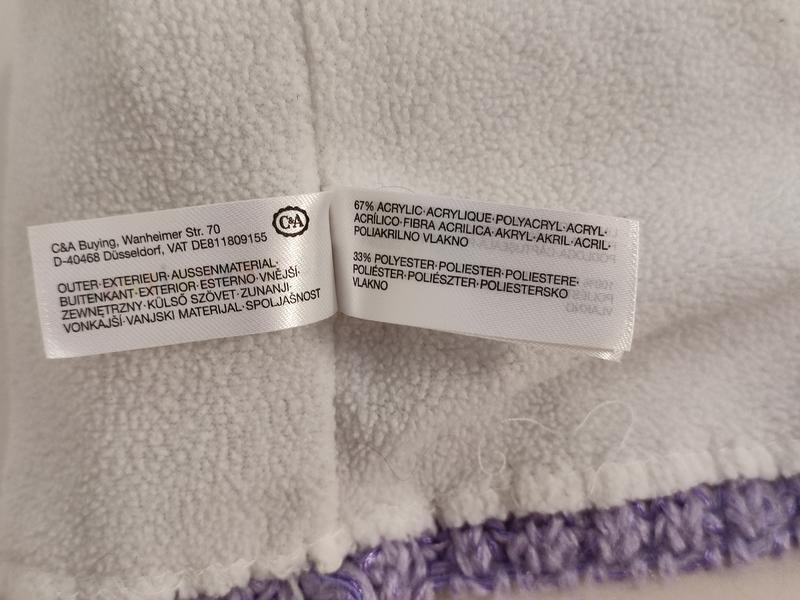 C&A Buying, Wanheimer Str. 70
D-40468 Düsseldorf, VAT DE811809155
C&A
OUTER·EXTERIEUR·AUSSENMATERIAL·
BUITENKANT·EXTERIOR·ESTERNO·VNĚJŠÍ·
ZEWNĘTRZNY·KÜLSŐ SZÖVET·ZUNANJI·
VONKAJŠÍ·VANJSKI MATERIJAL·SPOLJAŠNOST
67% ACRYLIC·ACRYLIQUE·POLYACRYL·ACRYL·
ACRÍLICO·FIBRA ACRILICA·AKRYL·AKRIL·ACRIL·
POLIAKRILNO VLAKNO
33% POLYESTER·POLIESTER·POLIESTERE·
POLIÉSTER·POLIÉSZTER·POLIESTERSKO
VLAKNO